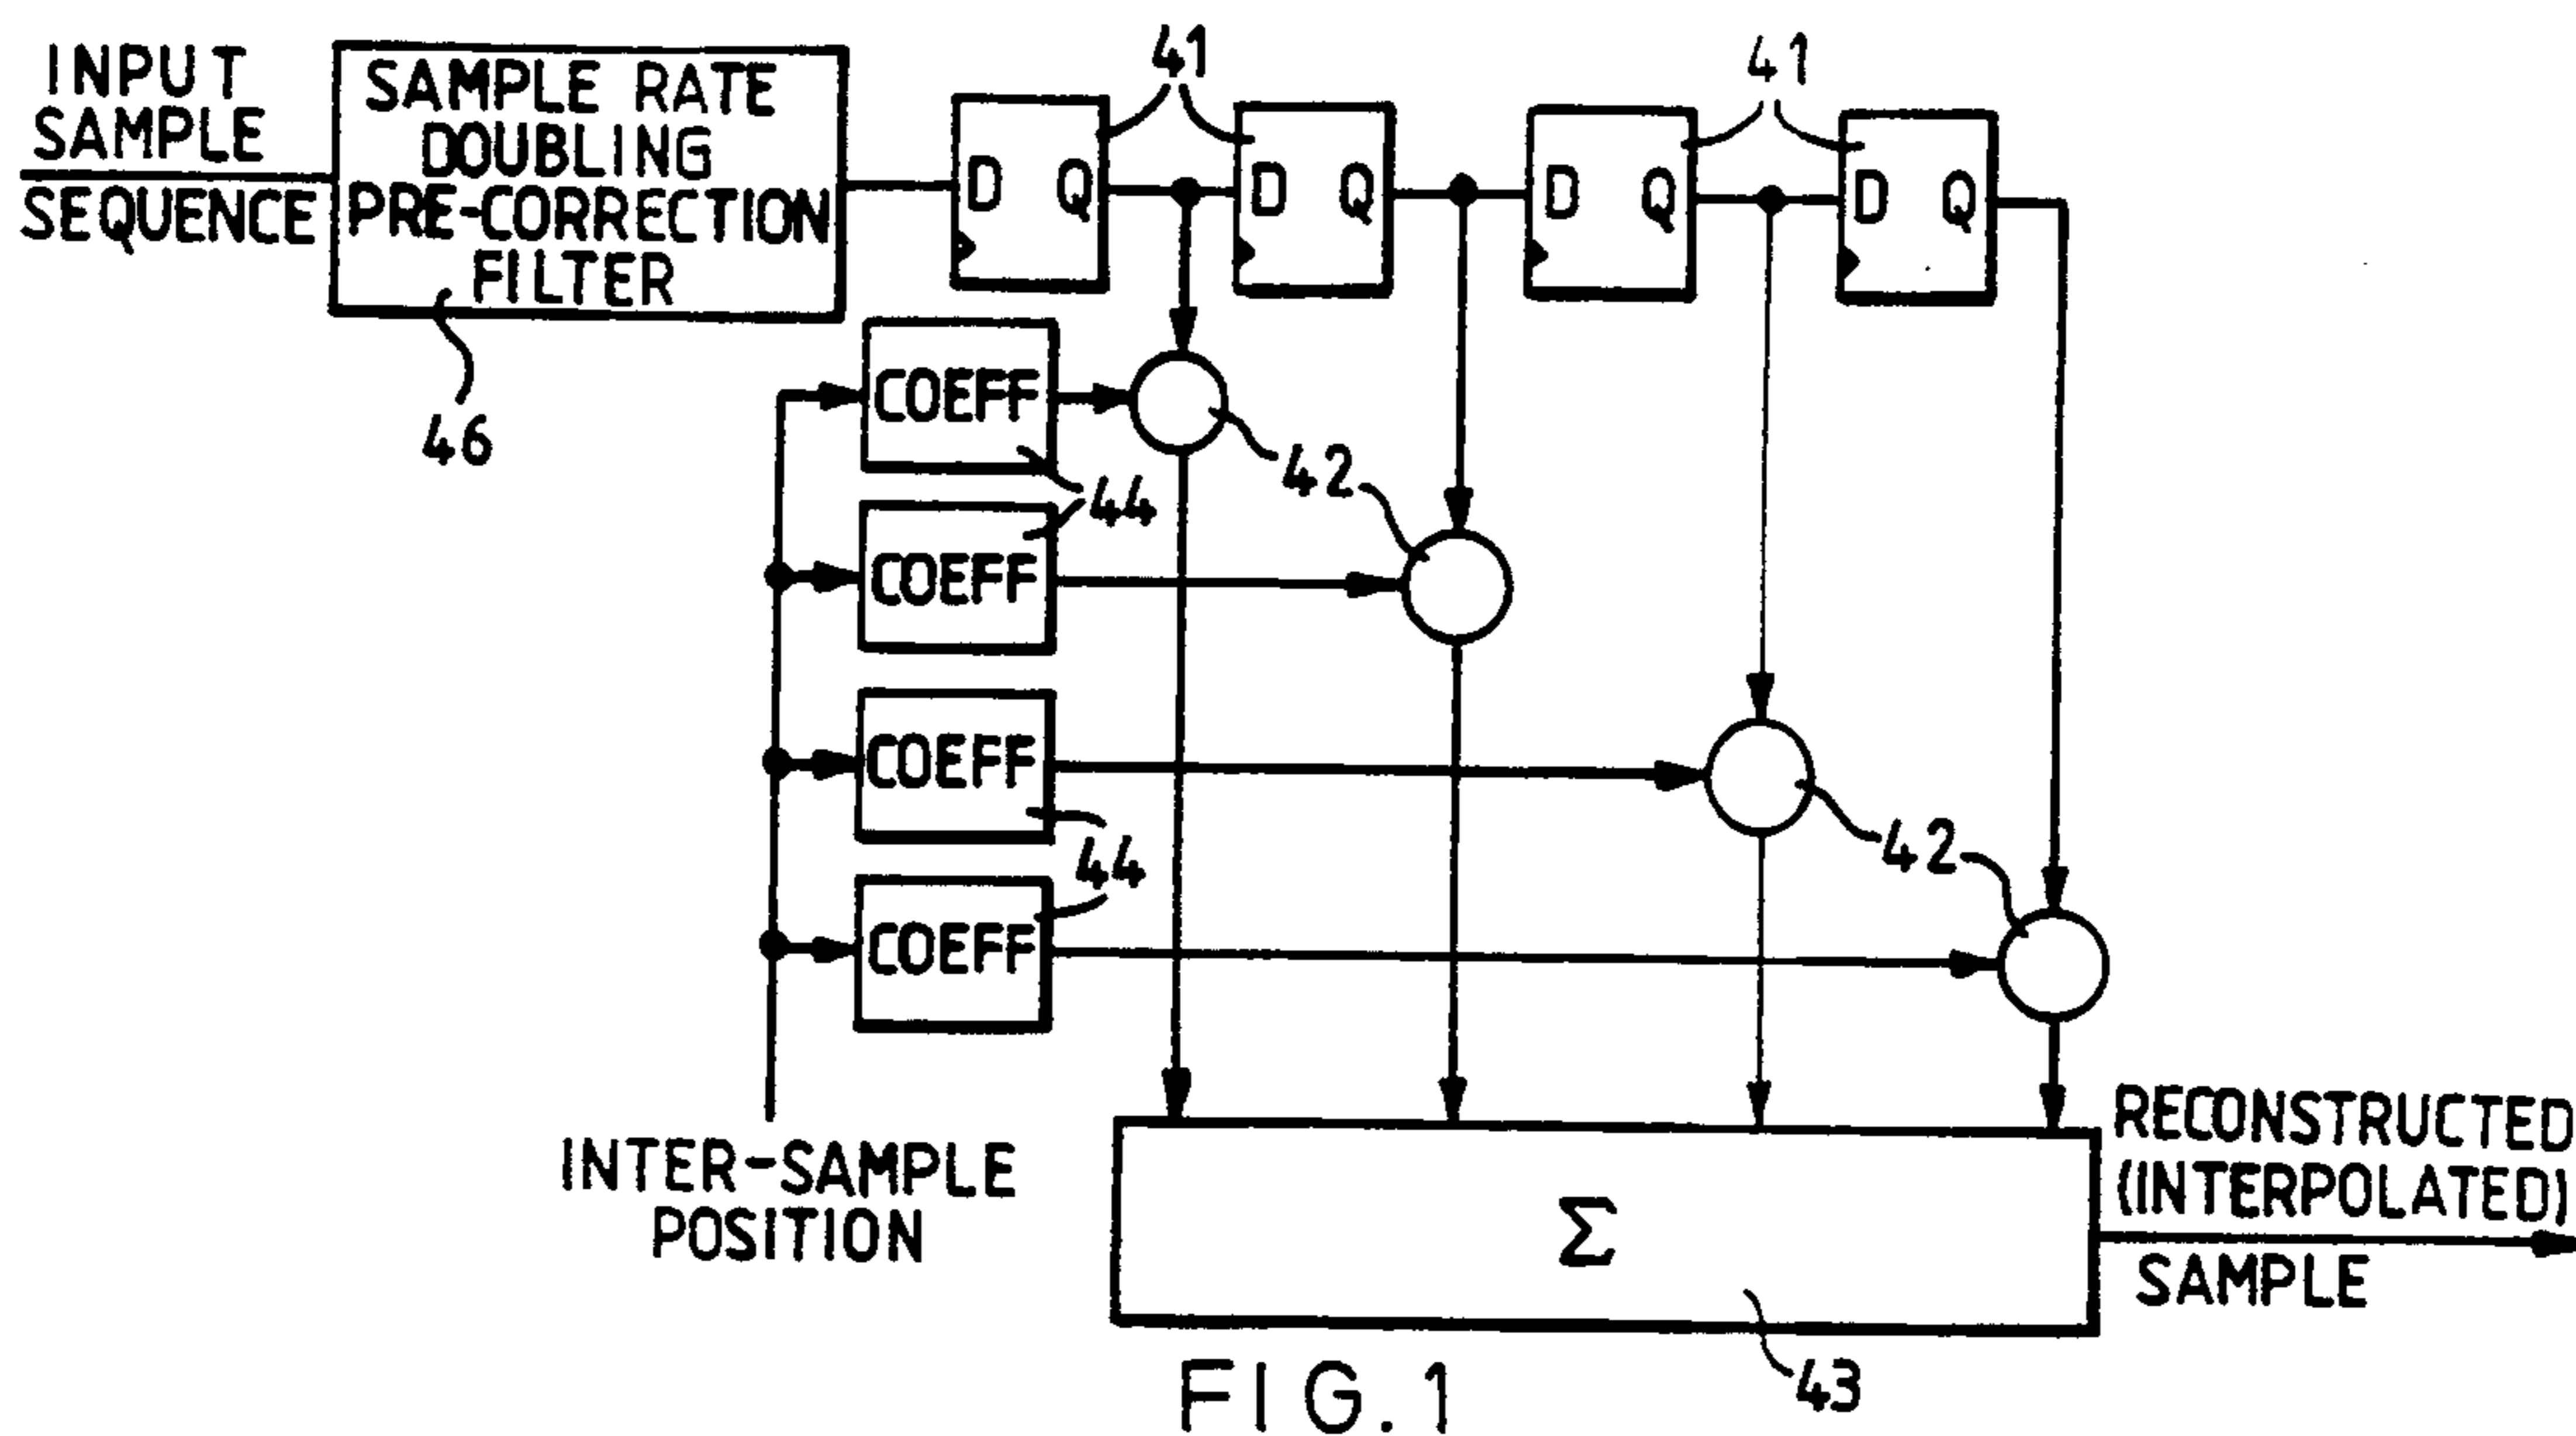 INPUT
SAMPLE
SEQUENCE
SAMPLE RATE
DOUBLING
PRE-CORRECTION
FILTER
46
41
41
D Q
D Q
D Q
D Q
COEFF
COEFF
COEFF
COEFF
44
44
42
42
INTER-SAMPLE
POSITION
Σ
43
RECONSTRUCTED
(INTERPOLATED)
SAMPLE
FIG.1